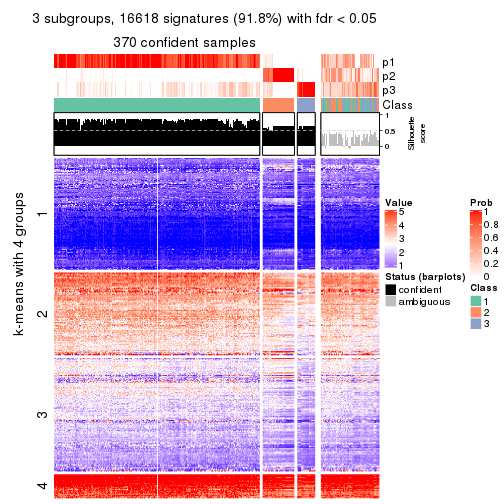 3 subgroups, 16618 signatures (91.8%) with fdr < 0.05
370 confident samples
p1
p2
p3
Class
1
0.5
0
Silhouette
score
k-means with 4 groups
1
2
3
4
Value
5
4
3
2
1
Status (barplots)
confident
ambiguous
Prob
1
0.8
0.6
0.4
0.2
0
Class
1
2
3